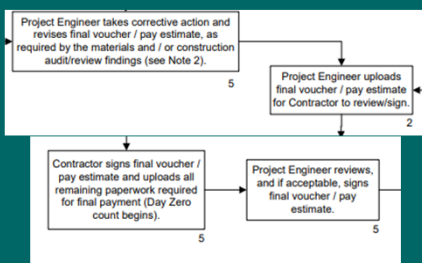 Project Engineer takes corrective action and
revises final voucher / pay estimate, as
required by the materials and / or construction
audit/review findings (see Note 2).
5
Project Engineer uploads
final voucher / pay estimate
for Contractor to review/sign.
2
Contractor signs final voucher /
pay estimate and uploads all
remaining paperwork required
for final payment (Day Zero
count begins).
5
Project Engineer reviews,
and if acceptable, signs
final voucher / pay
estimate.
5